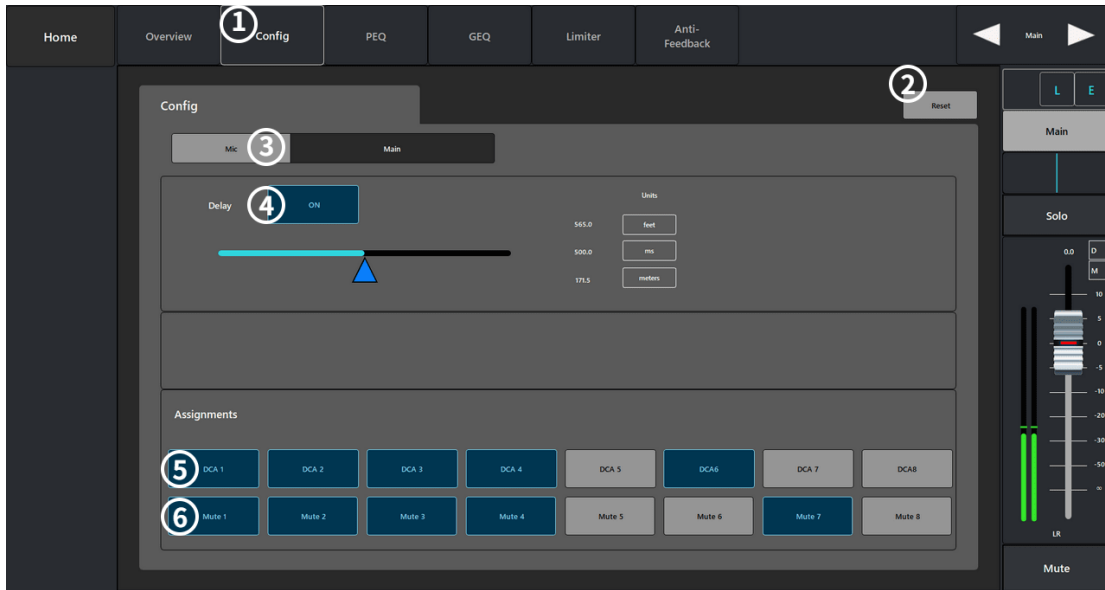 Home
Overview
1
Config
PEQ
GEQ
Limiter
Anti-
Feedback
Main
Config
2
Reset
L
E
Mic
3
Main
Main
Delay
4
ON
Units
565.0 feet
500.0 ms
171.5 meters
Solo
0.0
D
M
10
5
0
-5
-10
-20
-30
-50
∞
LR
Mute
Assignments
5
DCA 1
DCA 2
DCA 3
DCA 4
DCA 5
DCA6
DCA 7
DCA8
6
Mute 1
Mute 2
Mute 3
Mute 4
Mute 5
Mute 6
Mute 7
Mute 8